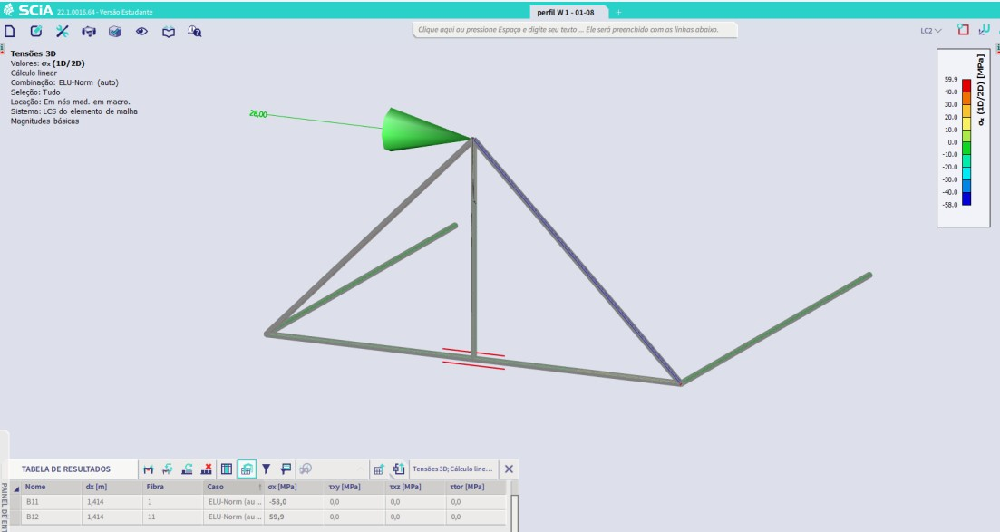 SCiA 22.1.0016.64 - Versão Estudante
perfil W 1 - 01-08
+
Clique aqui ou pressione Espaço e digite seu texto ... Ele será preenchido com as linhas abaixo.
LC2
Tensões 3D
Valores: σx (1D/2D)
Cálculo linear
Combinação: ELU-Norm (auto)
Seleção: Tudo
Locação: Em nós med. em macro.
Sistema: LCS do elemento de malha
Magnitudes básicas
28,00
59.9
40.0
30.0
20.0
10.0
0.0
-10.0
-20.0
-30.0
-40.0
-58.0
σx (1D/2D) [MPa]
TABELA DE RESULTADOS
Tensões 3D; Cálculo line...
Nome dx [m] Fibra Caso σx [MPa] τxy [MPa] τxz [MPa] τtor [MPa]
B11 1,414 1 ELU-Norm (au ... -58,0 0,0 0,0 0,0
B12 1,414 11 ELU-Norm (au ... 59,9 0,0 0,0 0,0
PAINEL DE ENT